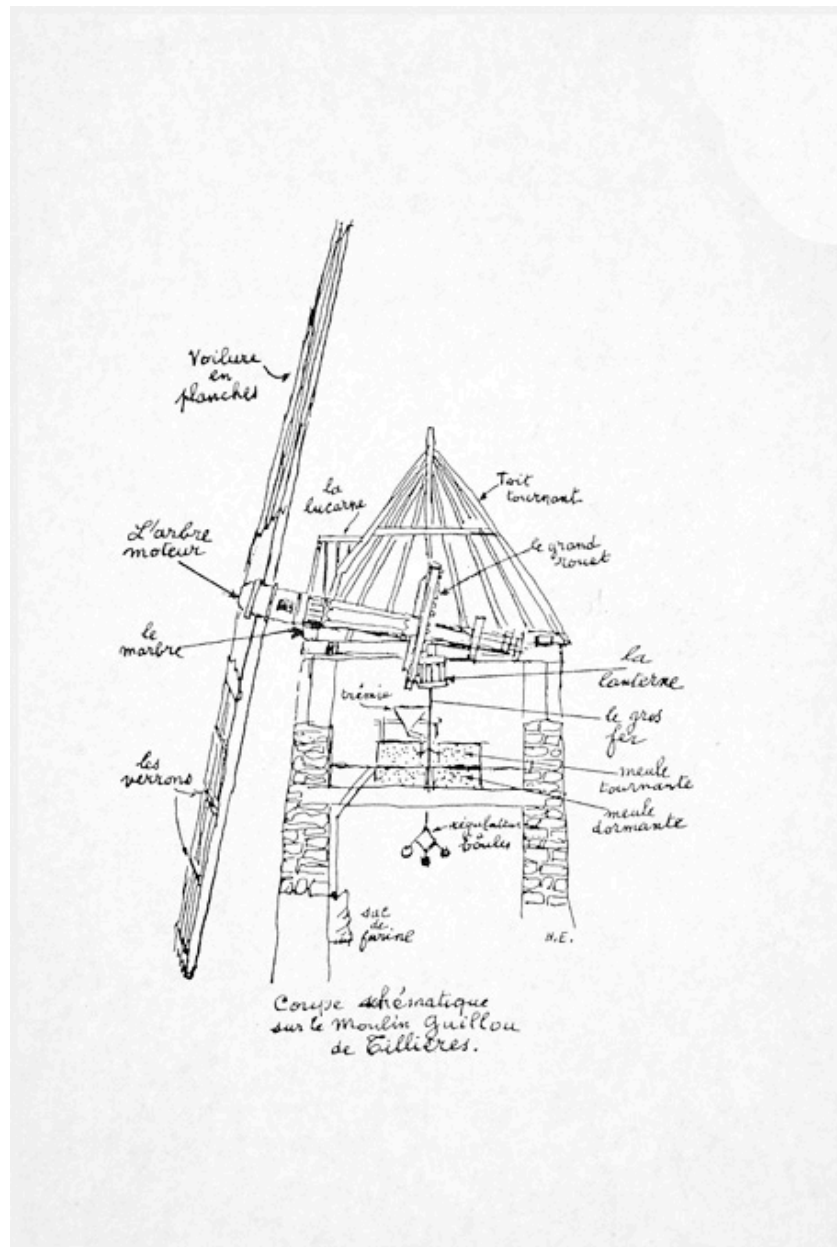 Voilure
en
planches
la
lucarne
Toit
tournant
L'arbre
moteur
le grand
rouet
le
marbre
la
lanterne
trémie
le gros
fer
les
verrons
meule
tournante
meule
dormante
régulateur
à
boules
sac
de
farine
H.E.
Coupe schématique
sur le Moulin Guillou
de Tillières.